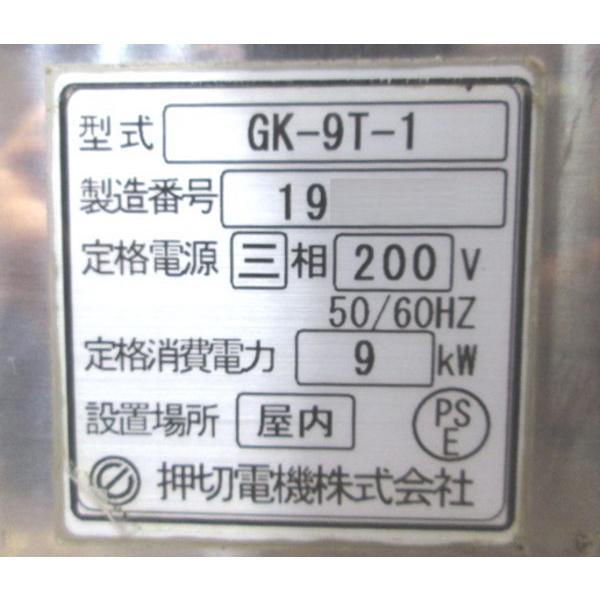 型式 GK-9T-1
製造番号 19
定格電源 三相 200 V
50/60HZ
定格消費電力 9 kW
設置場所 屋内
PS
E
押切電機株式会社